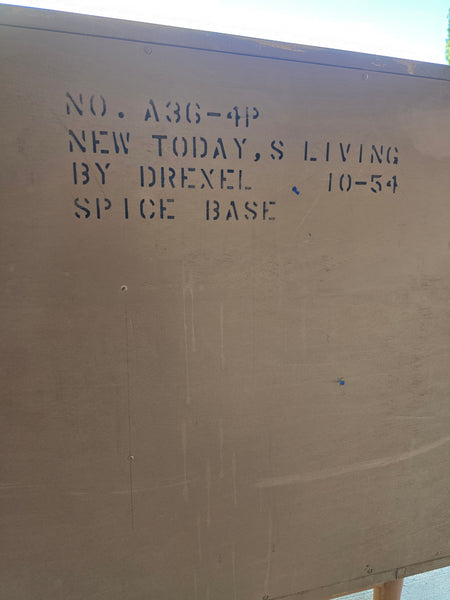 NO. A36-4P
NEW TODAY,S LIVING
BY DREXEL 10-54
SPICE BASE